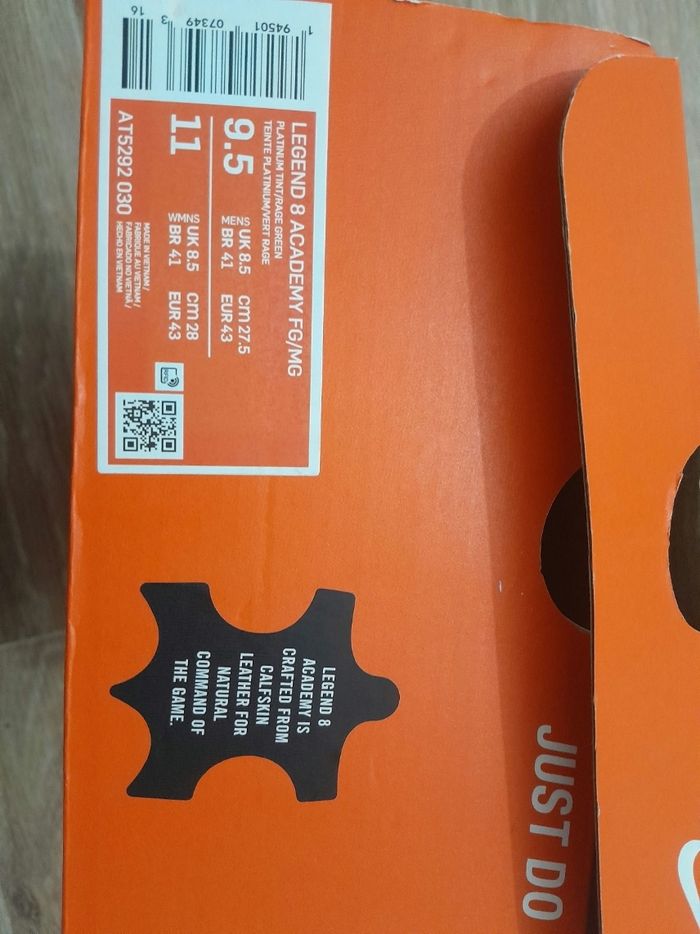 1 94501 07349 3
16
LEGEND 8 ACADEMY FG/MG
PLATINUM TINT/RAGE GREEN
TEINTE PLATINIUM/VERT RAGE
9.5 MENS UK 8.5 cm 27.5
BR 41 EUR 43
11 WMNS UK 8.5 cm 28
BR 41 EUR 43
AT5292 030
MADE IN VIETNAM /
FABRIQUE AU VIETNAM /
FABRICADO NO VIETNÃ /
HECHO EN VIETNAM
LEGEND 8
ACADEMY IS
CRAFTED FROM
CALFSKIN
LEATHER FOR
NATURAL
COMMAND OF
THE GAME.
JUST DO